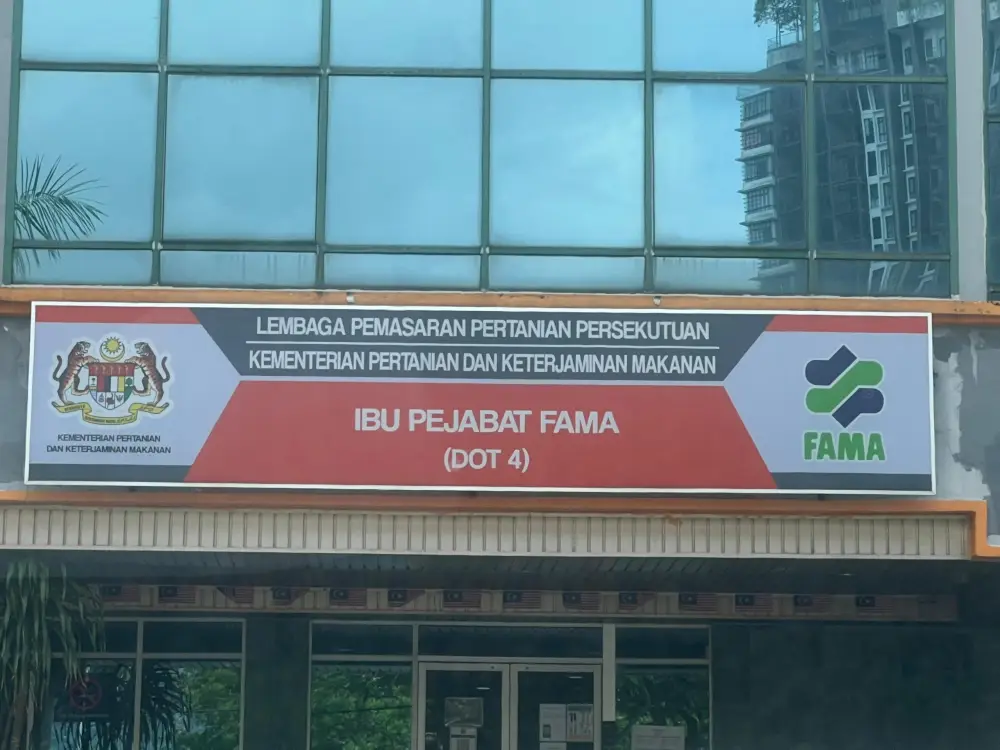 LEMBAGA PEMASARAN PERTANIAN PERSEKUTUAN
KEMENTERIAN PERTANIAN DAN KETERJAMINAN MAKANAN
IBU PEJABAT FAMA
(DOT 4)
KEMENTERIAN PERTANIAN
DAN KETERJAMINAN MAKANAN
FAMA